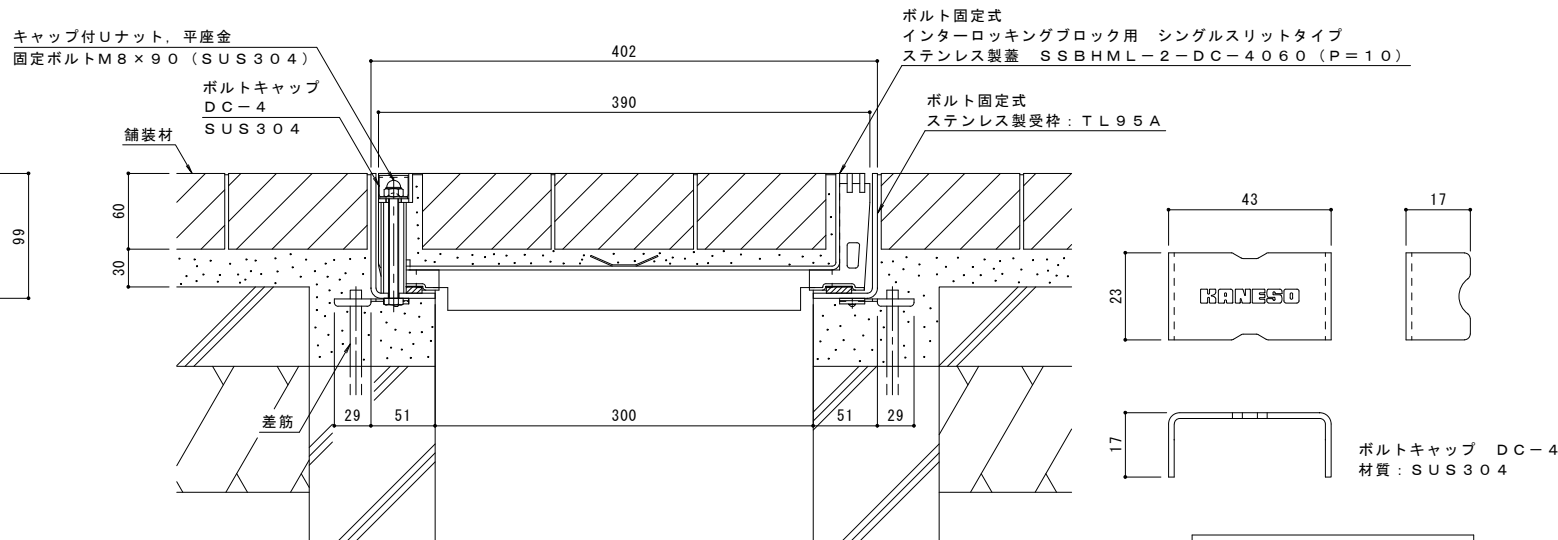 キャップ付Uナット，平座金
固定ボルトM8×90（SUS304）
ボルトキャップ
DC－4
SUS304
舗装材
402
390
ボルト固定式
インターロッキングブロック用　シングルスリットタイプ
ステンレス製蓋　SSBHML－2－DC－4060（P＝10）
ボルト固定式
ステンレス製受枠：TL95A
99
60
30
差筋
29
51
300
51
29
43
17
23
KANESO
17
ボルトキャップ　DC－4
材質：SUS304